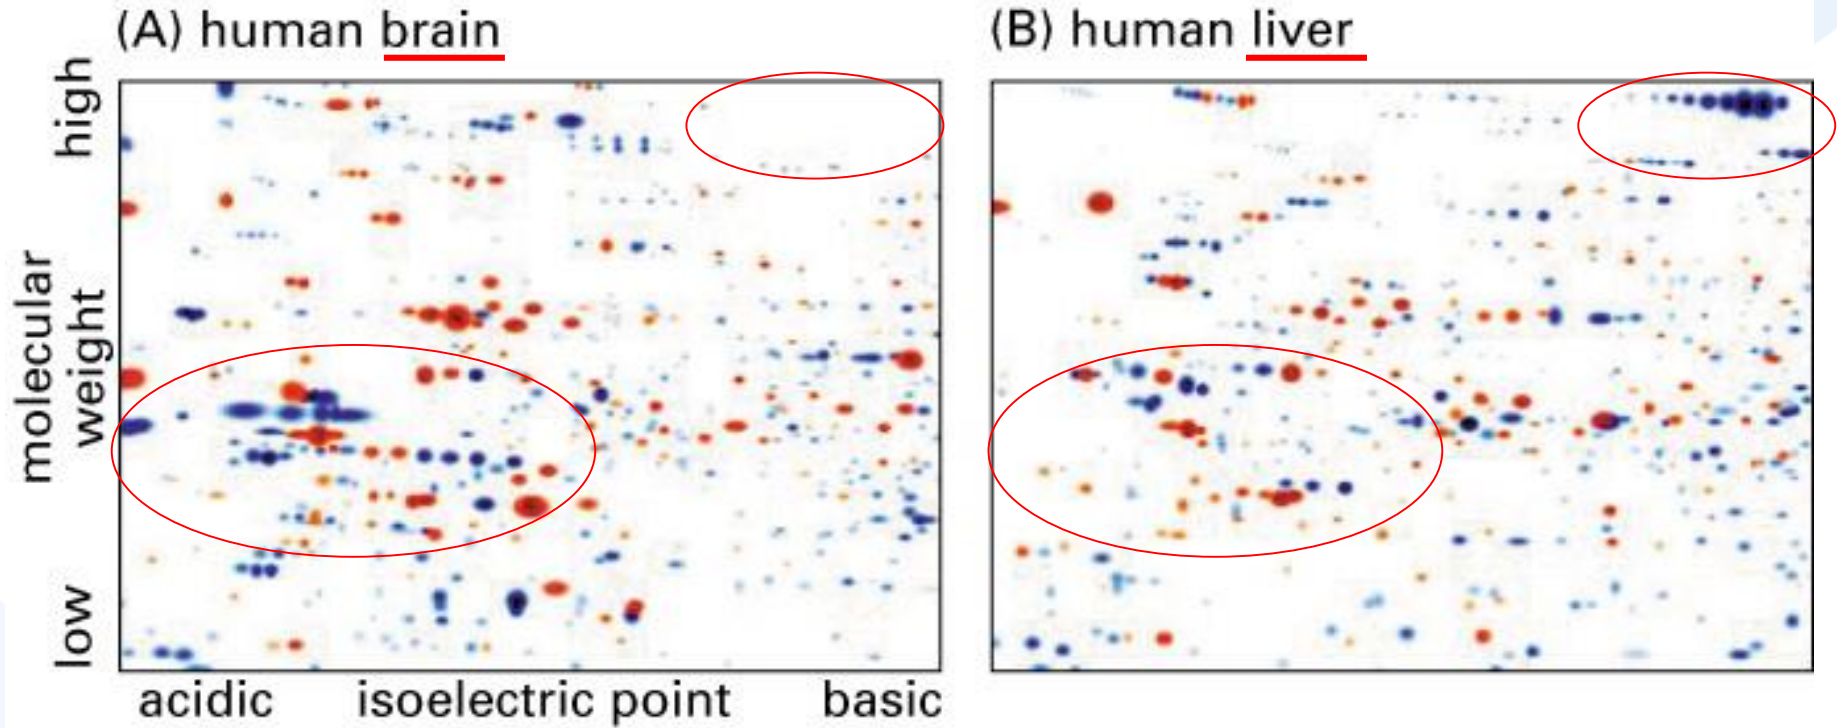 (A) human brain
(B) human liver
high
molecular
weight
low
acidic
isoelectric point
basic